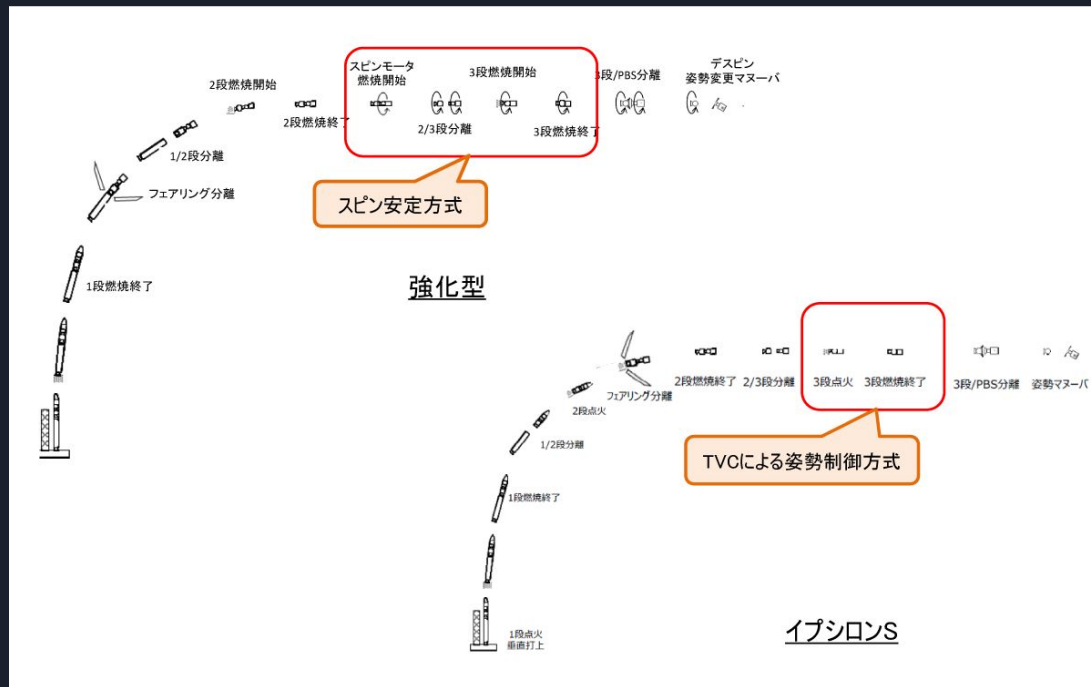 スピンモータ
燃焼開始
3段燃焼開始
3段/PBS分離
デスピン
姿勢変更マヌーバ
2段燃焼開始
2段燃焼終了
2/3段分離
3段燃焼終了
1/2段分離
フェアリング分離
スピン安定方式
1段燃焼終了
強化型
フェアリング分離
2段燃焼終了
2/3段分離
3段点火
3段燃焼終了
3段/PBS分離
姿勢マヌーバ
2段点火
1/2段分離
TVCによる姿勢制御方式
1段燃焼終了
1段点火
垂直打上
イプシロンS